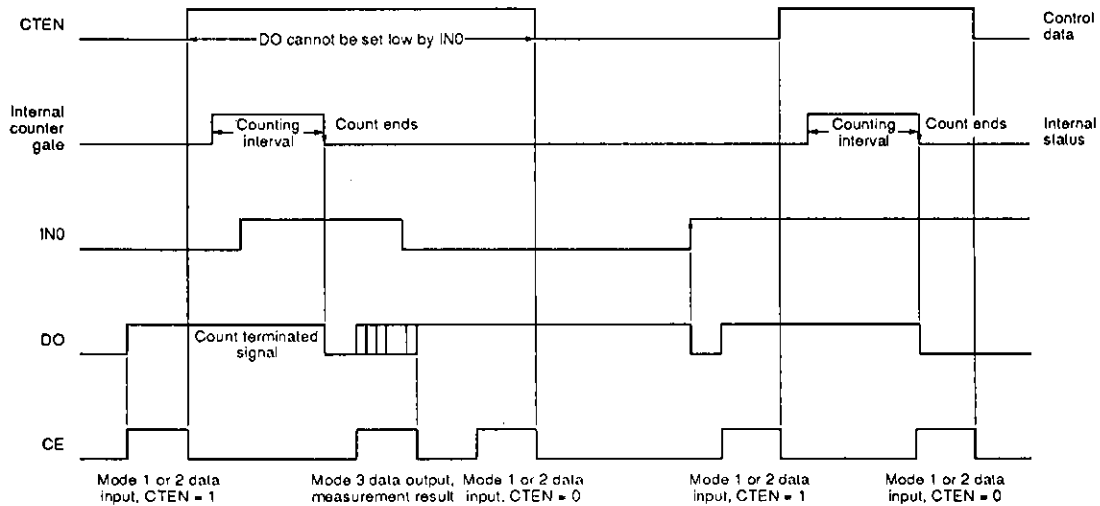 CTEN
DO cannot be set low by IN0
Control
data
Internal
counter
gate
Counting
interval
Count ends
Counting
interval
Count ends
Internal
status
IN0
DO
Count terminated
signal
CE
Mode 1 or 2 data
input, CTEN = 1
Mode 3 data output,
measurement result
Mode 1 or 2 data
input, CTEN = 0
Mode 1 or 2 data
input, CTEN = 1
Mode 1 or 2 data
input, CTEN = 0